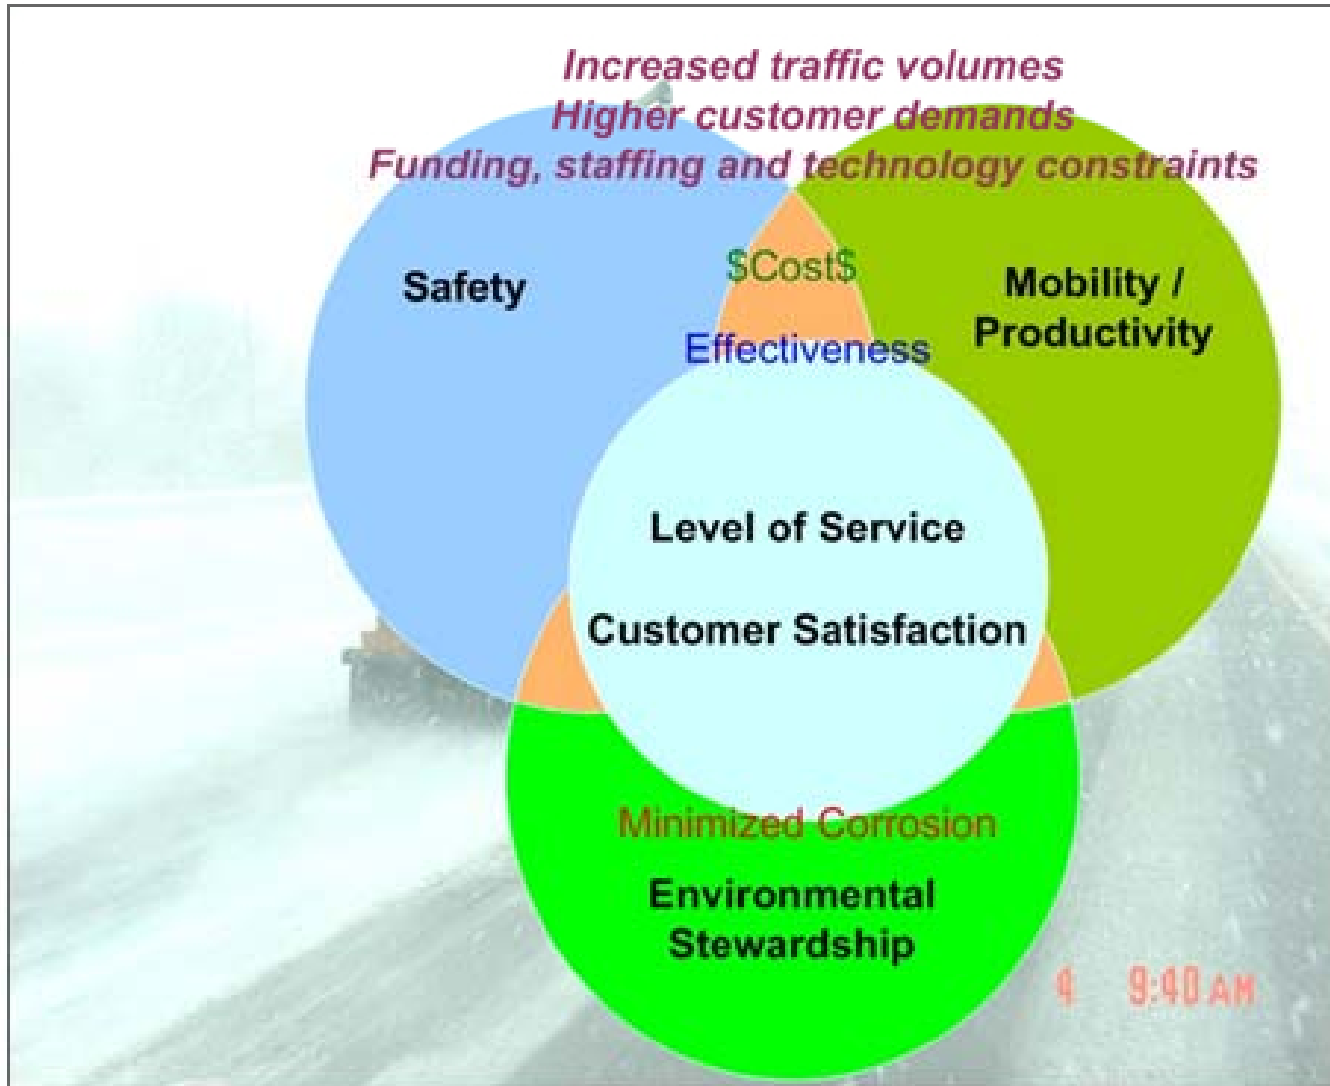 Increased traffic volumes
Higher customer demands
Funding, staffing and technology constraints
$Cost$
Safety
Mobility /
Productivity
Effectiveness
Level of Service
Customer Satisfaction
Minimized Corrosion
Environmental
Stewardship
4 9:40 AM